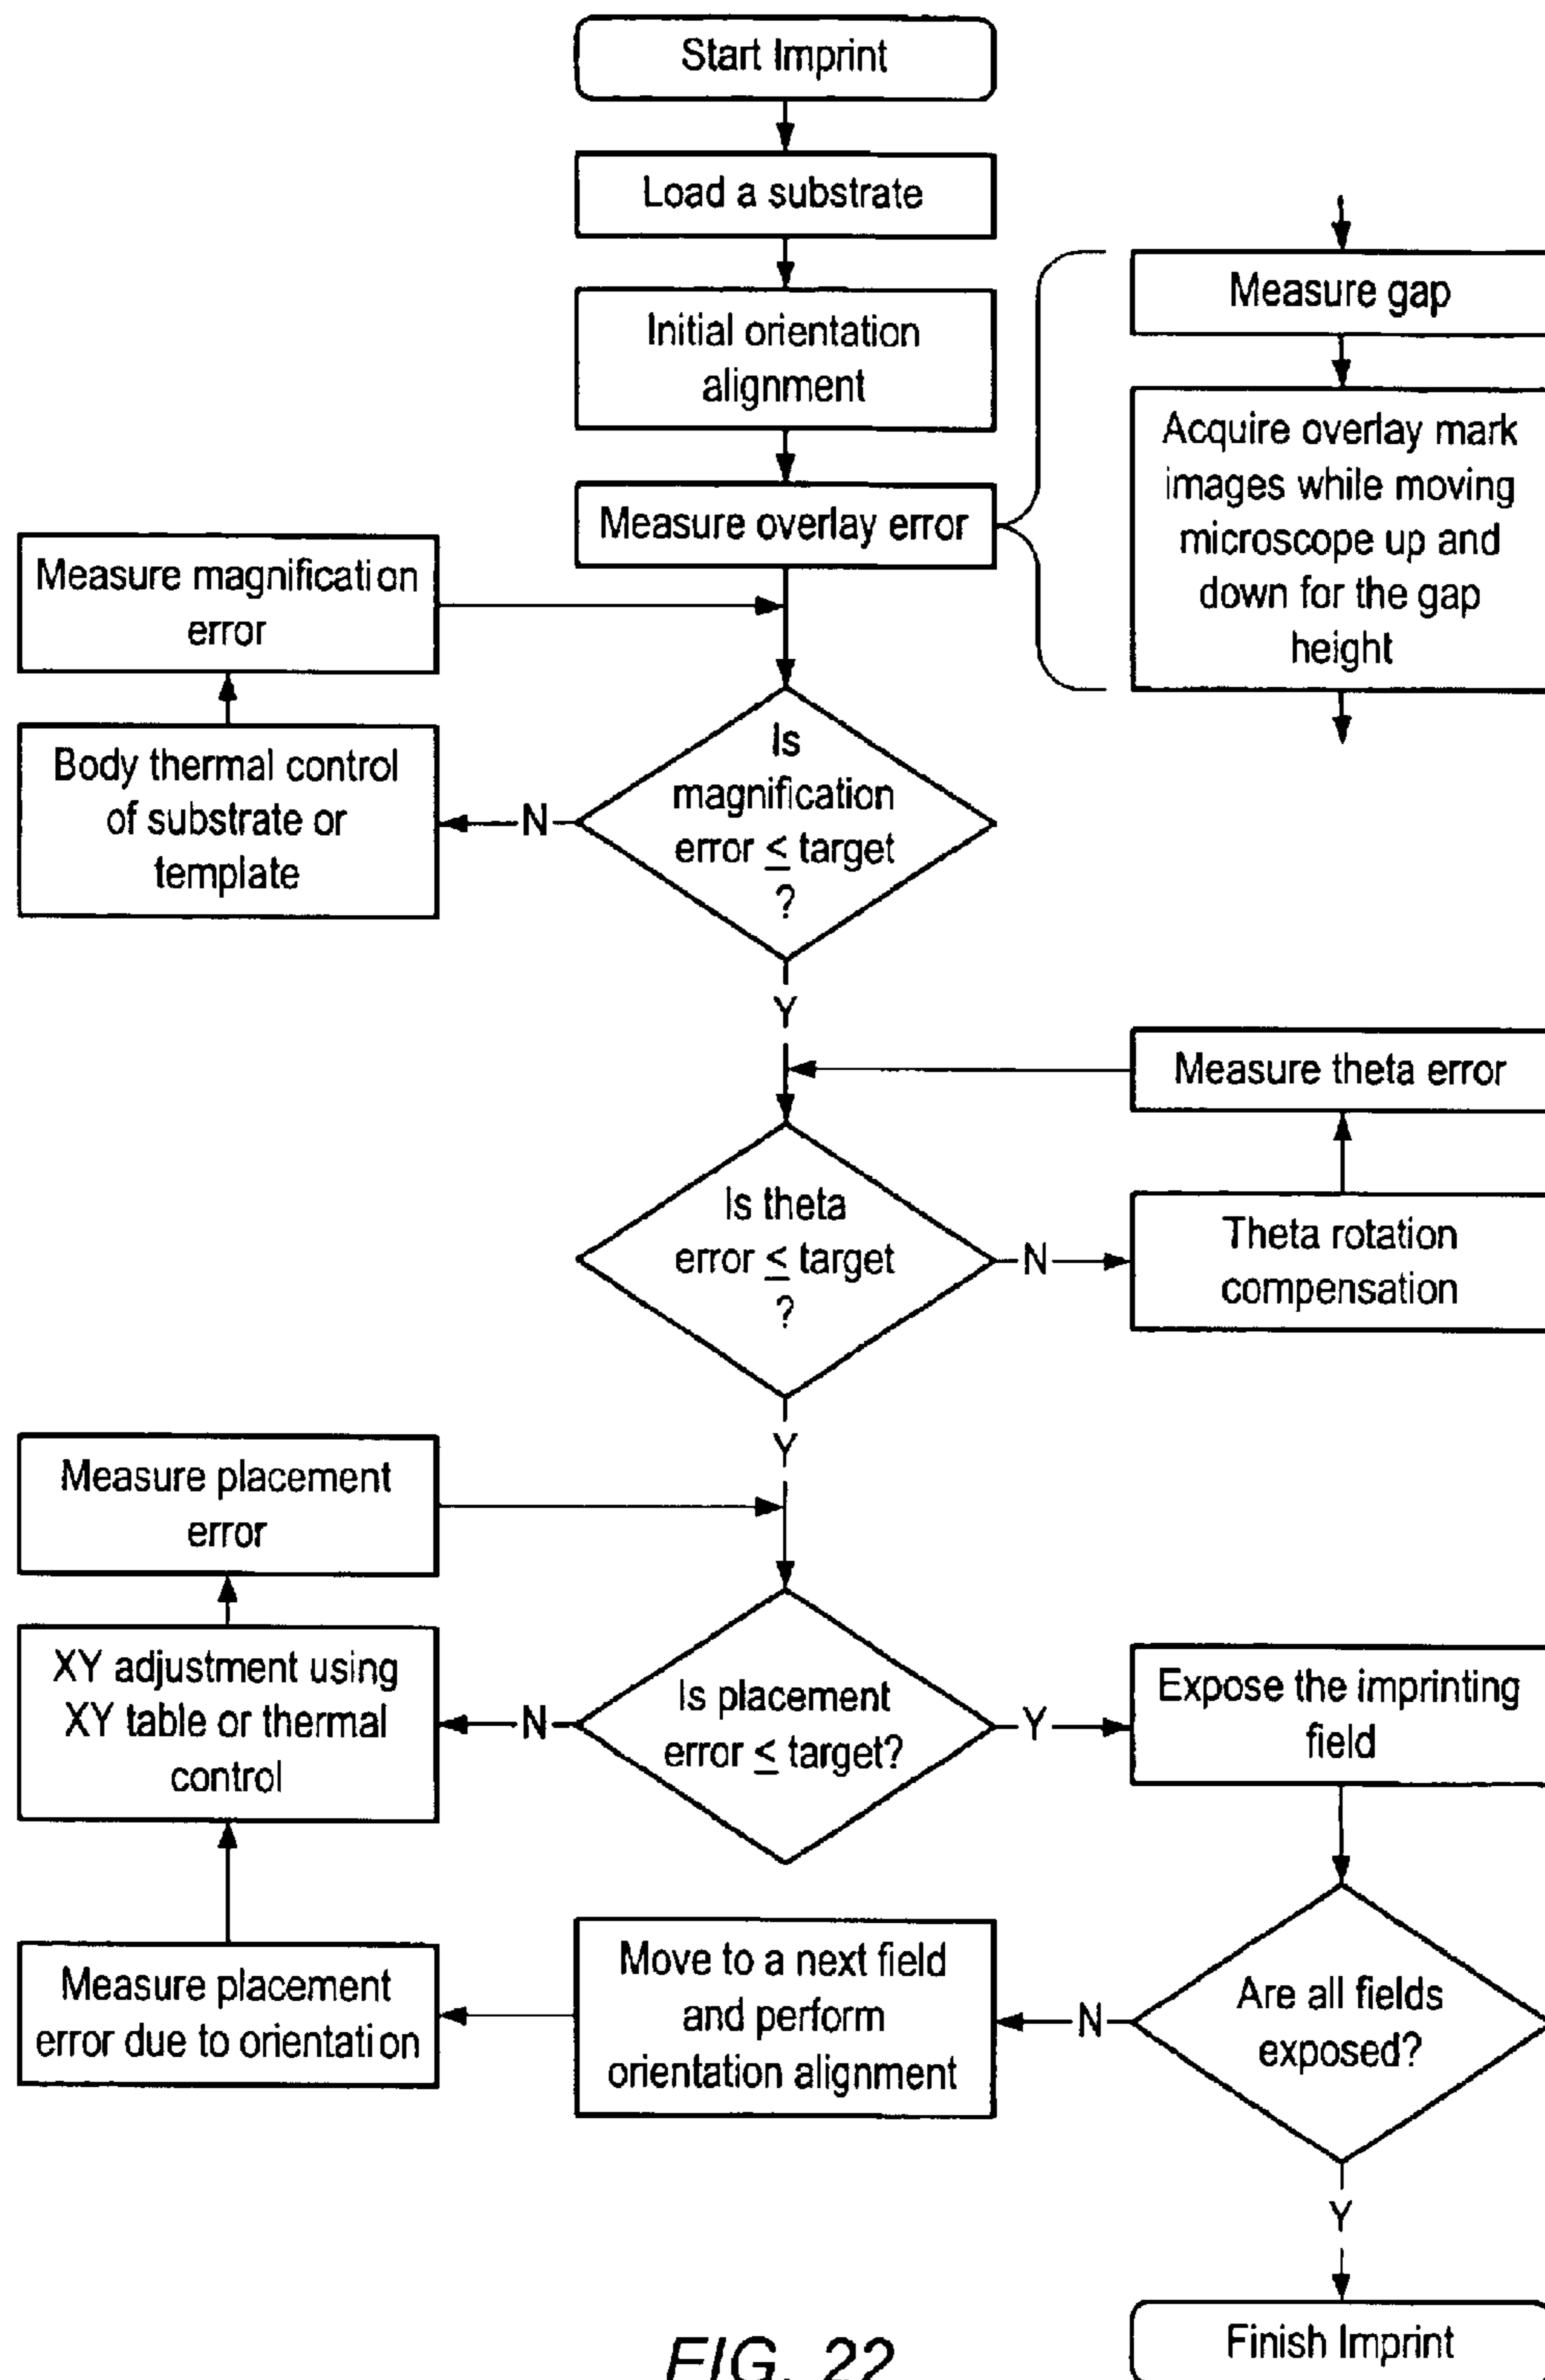 Start Imprint
Load a substrate
Initial orientation
alignment
Measure overlay error
Measure gap
Acquire overlay mark
images while moving
microscope up and
down for the gap
height
Measure magnification
error
Body thermal control
of substrate or
template
N
Is
magnification
error ≤ target
?
Y
Measure theta error
Is theta
error ≤ target
?
N
Theta rotation
compensation
Y
Measure placement
error
XY adjustment using
XY table or thermal
control
N
Is placement
error ≤ target?
Y
Expose the imprinting
field
Measure placement
error due to orientation
Move to a next field
and perform
orientation alignment
N
Are all fields
exposed?
Y
Finish Imprint
FIG. 22